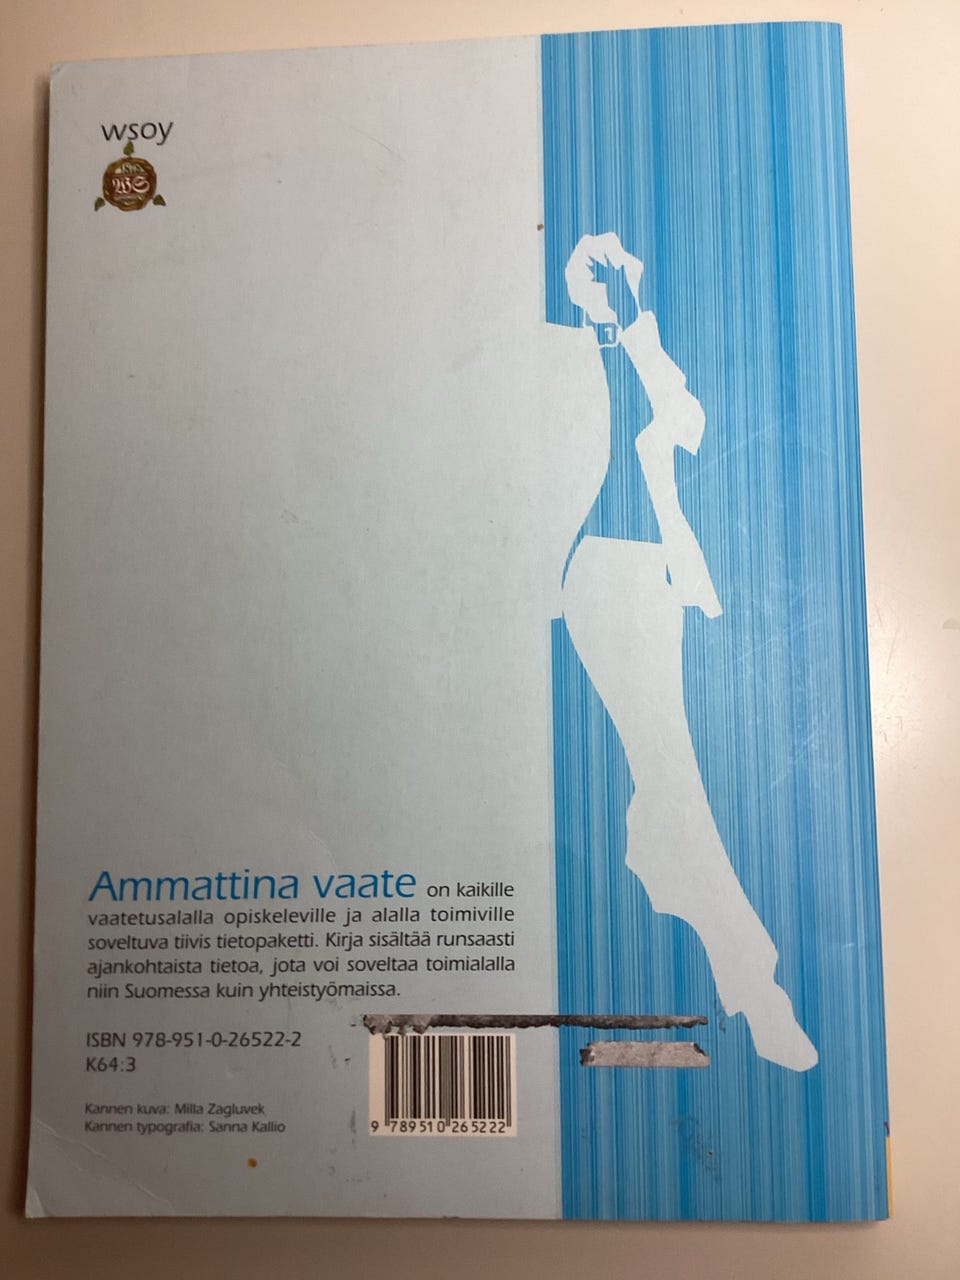 wsoy
1878
WS
Ammattina vaate on kaikille
vaatetusalalla opiskeleville ja alalla toimiville
soveltuva tiivis tietopaketti. Kirja sisältää runsaasti
ajankohtaista tietoa, jota voi soveltaa toimialalla
niin Suomessa kuin yhteistyömaissa.
ISBN 978-951-0-26522-2
K64:3
Kannen kuva: Milla Zagluvek
Kannen typografia: Sanna Kallio
9 789510 265222